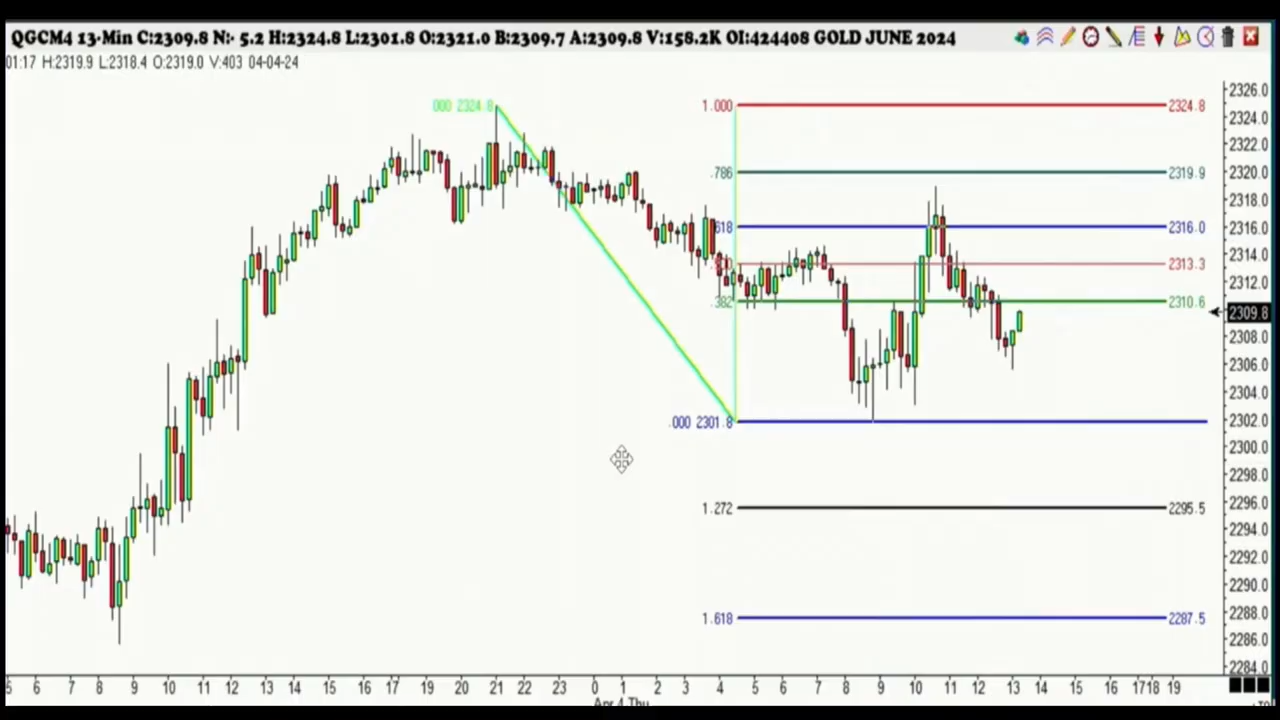 QGCM4 13-Min C:2309.8 N:- 5.2 H:2324.8 L:2301.8 O:2321.0 B:2309.7 A:2309.8 V:158.2K OI:424408 GOLD JUNE 2024
01:17 H:2319.9 L:2318.4 O:2319.0 V:403 04-04-24
2326.0
000 2324.8 1.000 2324.8
2324.0
2322.0
.786 2319.9 2320.0
2318.0
618 2316.0 2316.0
2314.0
2313.3
2312.0
.382 2310.6
2309.8
2308.0
2306.0
2304.0
.000 2301.8 2302.0
2300.0
2298.0
1.272 2295.5 2296.0
2294.0
2292.0
2290.0
2288.0
1.618 2287.5
2286.0
2284.0
5 6 7 8 9 10 11 12 13 14 15 16 17 19 20 21 22 23 0 1 2 3 4 5 6 7 8 9 10 11 12 13 14 15 16 1718 19
Apr 4 Thu